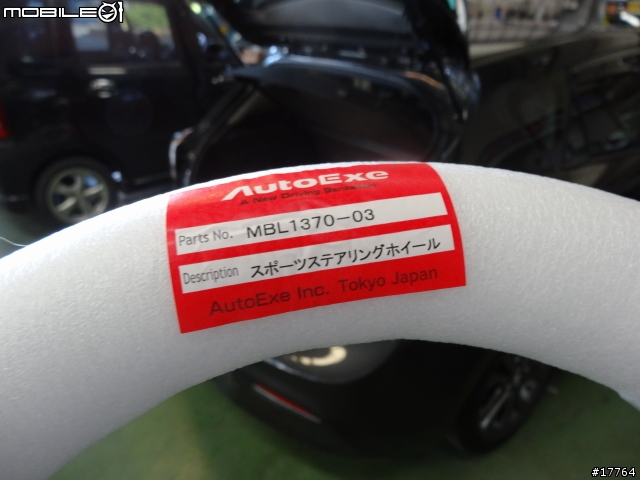 MOBILE01
AutoExe
A New Driving Sensation
Parts No. MBL1370-03
Description スポーツステアリングホイール
AutoExe Inc. Tokyo Japan
#17764